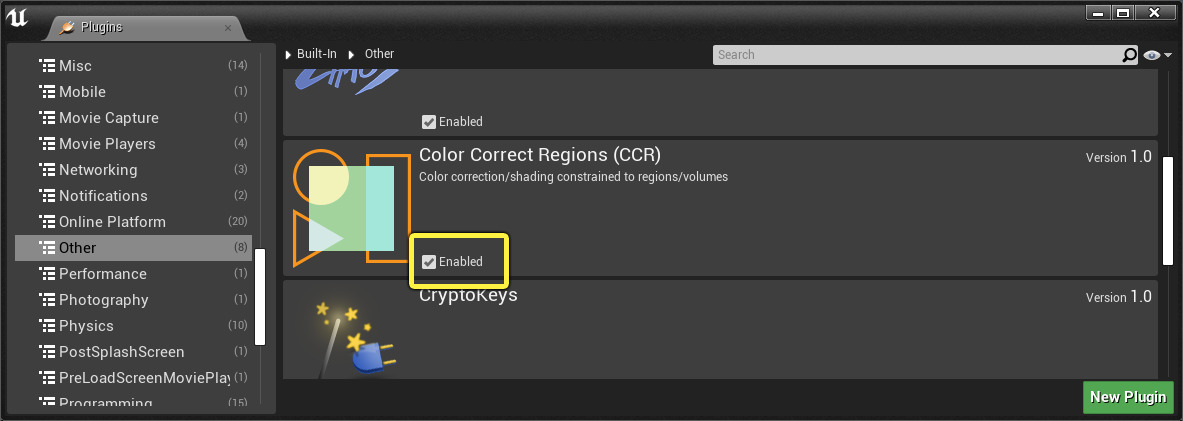 Plugins
Built-In Other
Search
Misc (14)
Mobile (1)
Movie Capture (1)
Movie Players (4)
Networking (3)
Notifications (2)
Online Platform (20)
Other (8)
Performance (1)
Photography (1)
Physics (10)
PostSplashScreen (1)
PreLoadScreenMoviePlay (1)
Programming (15)
Enabled
Color Correct Regions (CCR)
Version 1.0
Color correction/shading constrained to regions/volumes
Enabled
CryptoKeys
Version 1.0
New Plugin